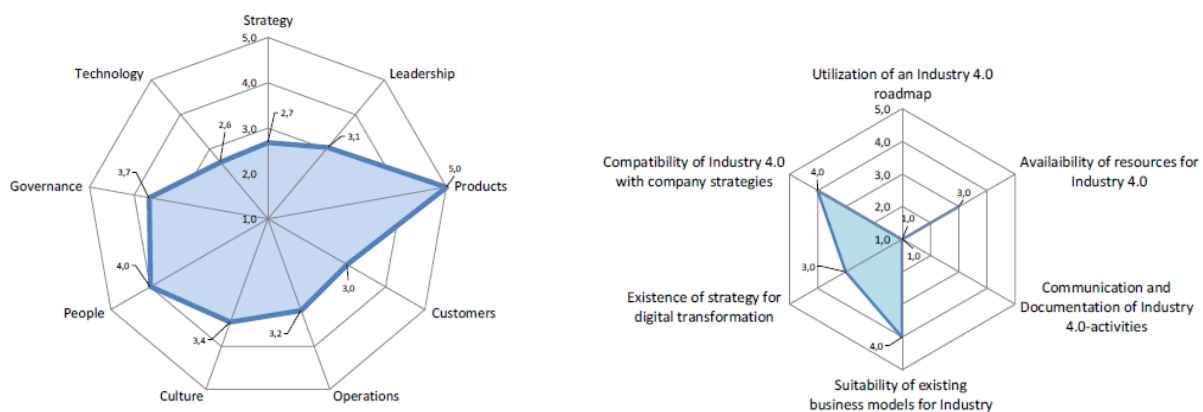 Strategy
5,0
Technology
Leadership
4,0
3,0
2,7
2,6
3,1
3,7
Governance
2,0
5,0
Products
1,0
4,0
3,0
People
Customers
3,4
3,2
Culture
Operations
Utilization of an Industry 4.0
roadmap
5,0
4,0
Compatibility of Industry 4.0
with company strategies
Availaibility of resources for
Industry 4.0
4,0
3,0
3,0
2,0
1,0
1,0
1,0
3,0
Existence of strategy for
digital transformation
Communication and
Documentation of Industry
4.0-activities
4,0
Suitability of existing
business models for Industry